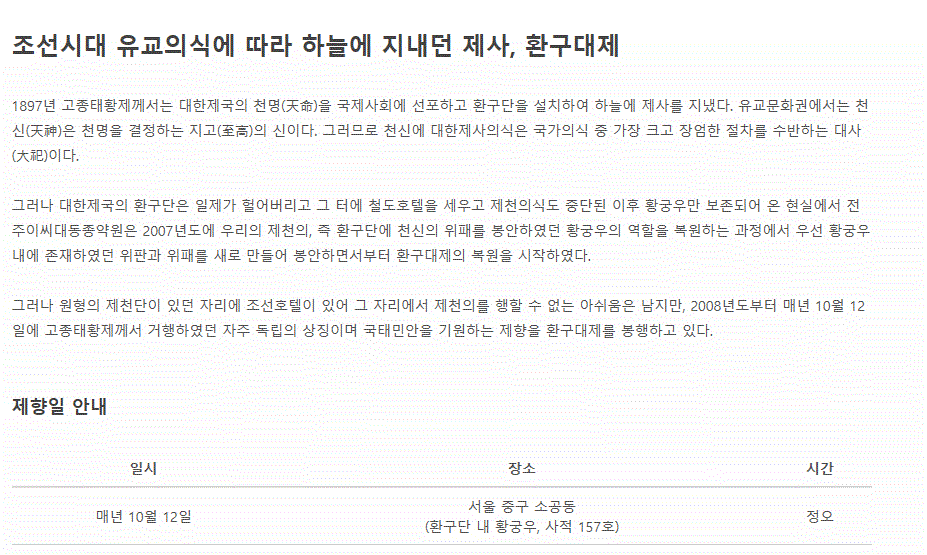 조선시대 유교의식에 따라 하늘에 지내던 제사, 환구대제
1897년 고종태황제께서는 대한제국의 천명(天命)을 국제사회에 선포하고 환구단을 설치하여 하늘에 제사를 지냈다. 유교문화권에서는 천
신(天神)은 천명을 결정하는 지고(至高)의 신이다. 그러므로 천신에 대한제사의식은 국가의식 중 가장 크고 장엄한 절차를 수반하는 대사
(大祀)이다.
그러나 대한제국의 환구단은 일제가 헐어버리고 그 터에 철도호텔을 세우고 제천의식도 중단된 이후 황궁우만 보존되어 온 현실에서 전
주이씨대동종약원은 2007년도에 우리의 제천의, 즉 환구단에 천신의 위패를 봉안하였던 황궁우의 역할을 복원하는 과정에서 우선 황궁우
내에 존재하였던 위판과 위패를 새로 만들어 봉안하면서부터 환구대제의 복원을 시작하였다.
그러나 원형의 제천단이 있던 자리에 조선호텔이 있어 그 자리에서 제천의를 행할 수 없는 아쉬움은 남지만, 2008년도부터 매년 10월 12
일에 고종태황제께서 거행하였던 자주 독립의 상징이며 국태민안을 기원하는 제향을 환구대제를 봉행하고 있다.
제향일 안내
일시 장소 시간
서울 중구 소공동
매년 10월 12일 (환구단 내 황궁우, 사적 157호) 정오